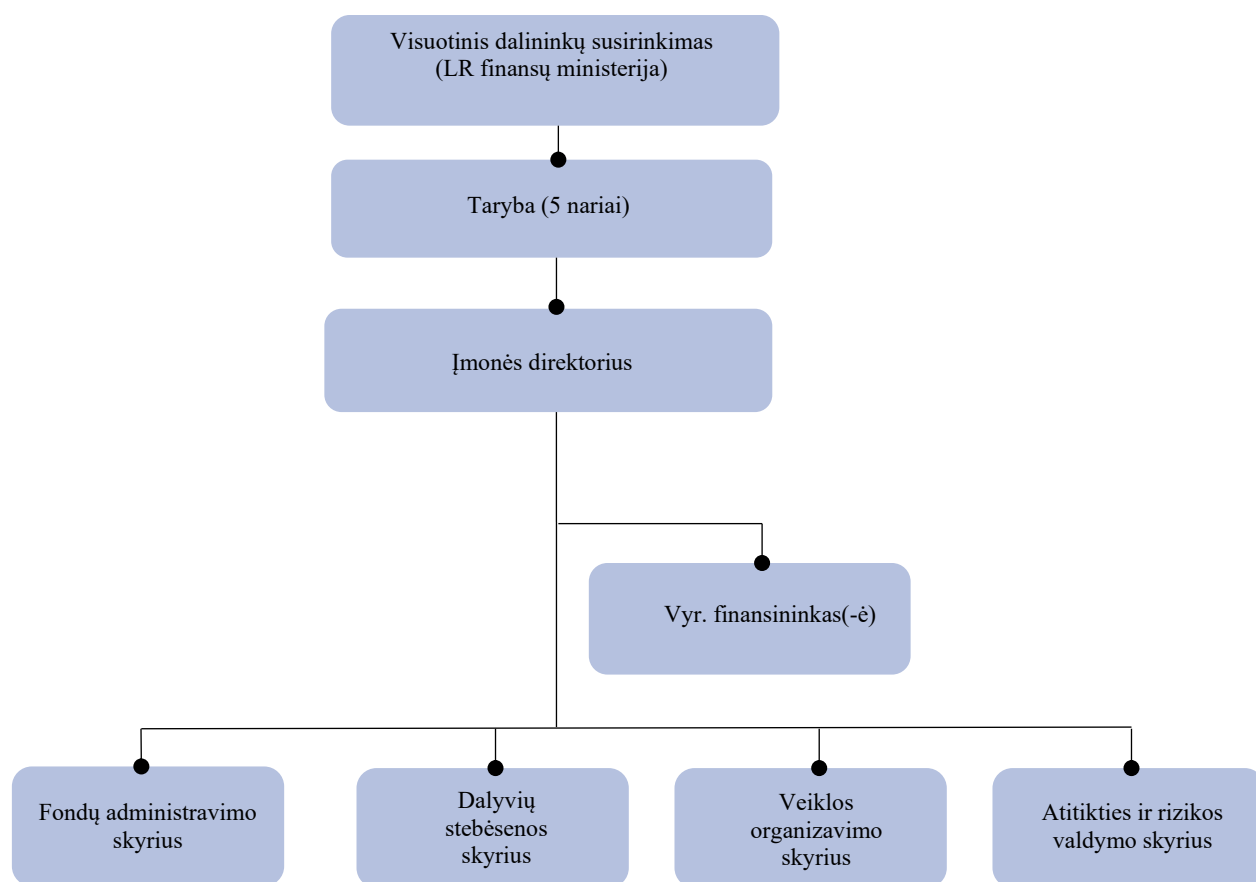 Visuotinis dalininkų susirinkimas
(LR finansų ministerija)
Taryba (5 nariai)
Įmonės direktorius
Vyr. finansininkas(-ė)
Fondų administravimo
skyrius
Dalyvių
stebėsenos
skyrius
Veiklos
organizavimo
skyrius
Atitikties ir rizikos
valdymo skyrius